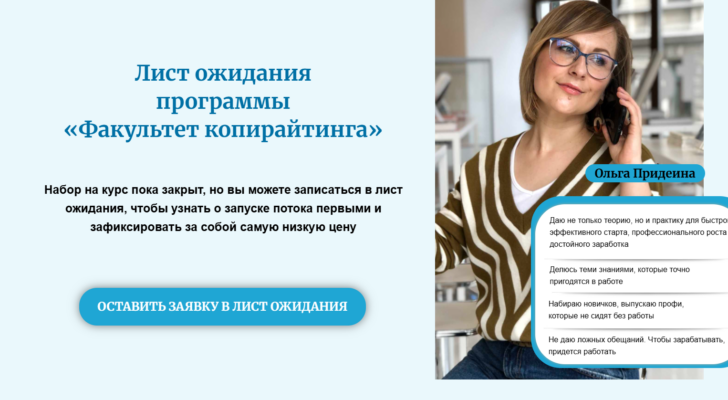 Лист ожидания
программы
«Факультет копирайтинга»
Набор на курс пока закрыт, но вы можете записаться в лист
ожидания, чтобы узнать о запуске потока первыми и
зафиксировать за собой самую низкую цену
ОСТАВИТЬ ЗАЯВКУ В ЛИСТ ОЖИДАНИЯ
Ольга Придеина
Даю не только теорию, но и практику для
эффективного старта, профессионального роста
достойного заработка
Делюсь теми знаниями, которые точно
пригодятся в работе
Набираю новичков, выпускаю профи,
которые не сидят без работы
Не даю ложных обещаний. Чтобы зарабатывать,
придется работать